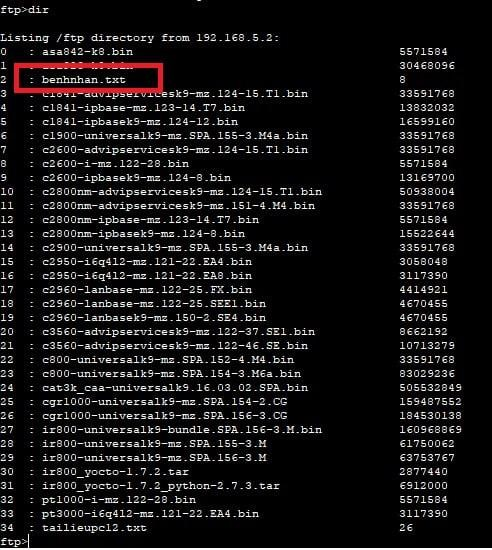 ftp>dir
Listing /ftp directory from 192.168.5.2:
0 : asa842-k8.bin 5571584
1 : asa923-k8.bin 30468096
2 : benhnhan.txt 8
3 : c1841-advipservicesk9-mz.124-15.T1.bin 33591768
4 : c1841-ipbase-mz.123-14.T7.bin 13832032
5 : c1841-ipbasek9-mz.124-12.bin 16599160
6 : c1900-universalk9-mz.SPA.155-3.M4a.bin 33591768
7 : c2600-advipservicesk9-mz.124-15.T1.bin 33591768
8 : c2600-i-mz.122-28.bin 5571584
9 : c2600-ipbasek9-mz.124-8.bin 13169700
10 : c2800nm-advipservicesk9-mz.124-15.T1.bin 50938004
11 : c2800nm-advipservicesk9-mz.151-4.M4.bin 33591768
12 : c2800nm-ipbase-mz.123-14.T7.bin 5571584
13 : c2800nm-ipbasek9-mz.124-8.bin 15522644
14 : c2900-universalk9-mz.SPA.155-3.M4a.bin 33591768
15 : c2950-i6q4l2-mz.121-22.EA4.bin 3058048
16 : c2950-i6q4l2-mz.121-22.EA8.bin 3117390
17 : c2960-lanbase-mz.122-25.FX.bin 4414921
18 : c2960-lanbase-mz.122-25.SEE1.bin 4670455
19 : c2960-lanbasek9-mz.150-2.SE4.bin 4670455
20 : c3560-advipservicesk9-mz.122-37.SE1.bin 8662192
21 : c3560-advipservicesk9-mz.122-46.SE.bin 10713279
22 : c800-universalk9-mz.SPA.152-4.M4.bin 33591768
23 : c800-universalk9-mz.SPA.154-3.M6a.bin 83029236
24 : cat3k_caa-universalk9.16.03.02.SPA.bin 505532849
25 : cgr1000-universalk9-mz.SPA.154-2.CG 159487552
26 : cgr1000-universalk9-mz.SPA.156-3.CG 184530138
27 : ir800-universalk9-bundle.SPA.156-3.M.bin 160968869
28 : ir800-universalk9-mz.SPA.155-3.M 61750062
29 : ir800-universalk9-mz.SPA.156-3.M 63753767
30 : ir800_yocto-1.7.2.tar 2877440
31 : ir800_yocto-1.7.2_python-2.7.3.tar 6912000
32 : pt1000-i-mz.122-28.bin 5571584
33 : pt3000-i6q4l2-mz.121-22.EA4.bin 3117390
34 : tailieupc12.txt 26
ftp>